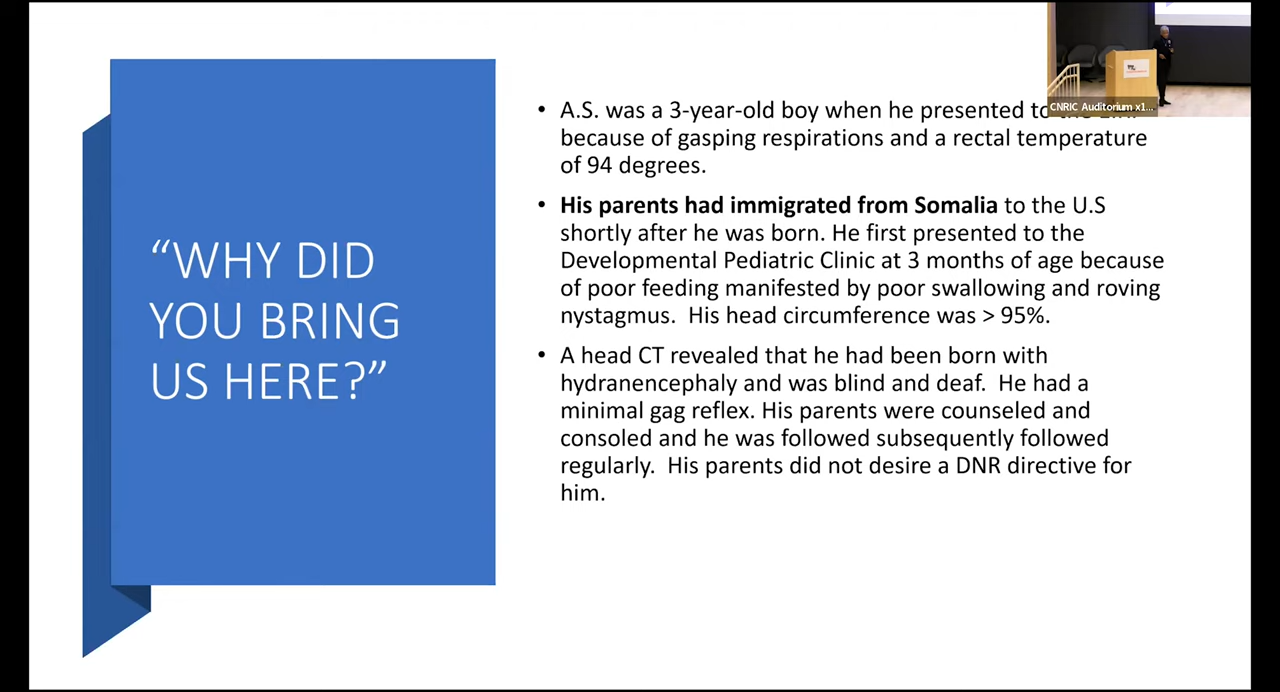 “WHY DID
YOU BRING
US HERE?”
CNRIC Auditorium x1...
• A.S. was a 3-year-old boy when he presented to
because of gasping respirations and a rectal temperature
of 94 degrees.
• His parents had immigrated from Somalia to the U.S
shortly after he was born. He first presented to the
Developmental Pediatric Clinic at 3 months of age because
of poor feeding manifested by poor swallowing and roving
nystagmus.  His head circumference was > 95%.
• A head CT revealed that he had been born with
hydranencephaly and was blind and deaf.  He had a
minimal gag reflex. His parents were counseled and
consoled and he was followed subsequently followed
regularly.  His parents did not desire a DNR directive for
him.